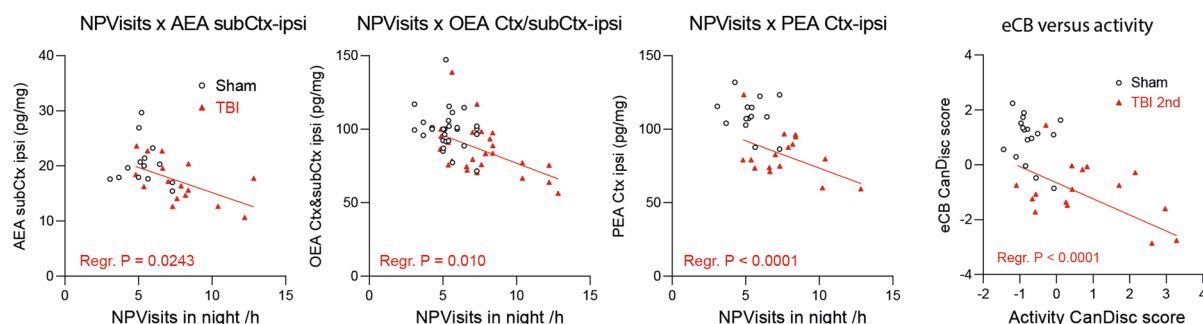 NPVisits x AEA subCtx-ipsi
AEA subCtx ipsi (pg/mg)
40
30
20
10
0
Sham
TBI
Regr. P = 0.0243
0 5 10 15
NPVisits in night /h
NPVisits x OEA Ctx/subCtx-ipsi
OEA Ctx&subCtx ipsi (pg/mg)
150
100
50
0
Regr. P = 0.010
0 5 10 15
NPVisits in night /h
NPVisits x PEA Ctx-ipsi
PEA Ctx ipsi (pg/mg)
150
100
50
0
Regr. P < 0.0001
0 5 10 15
NPVisits in night /h
eCB versus activity
eCB CanDisc score
4
2
0
-2
-4
Sham
TBI 2nd
Regr. P < 0.0001
-2 -1 0 1 2 3 4
Activity CanDisc score